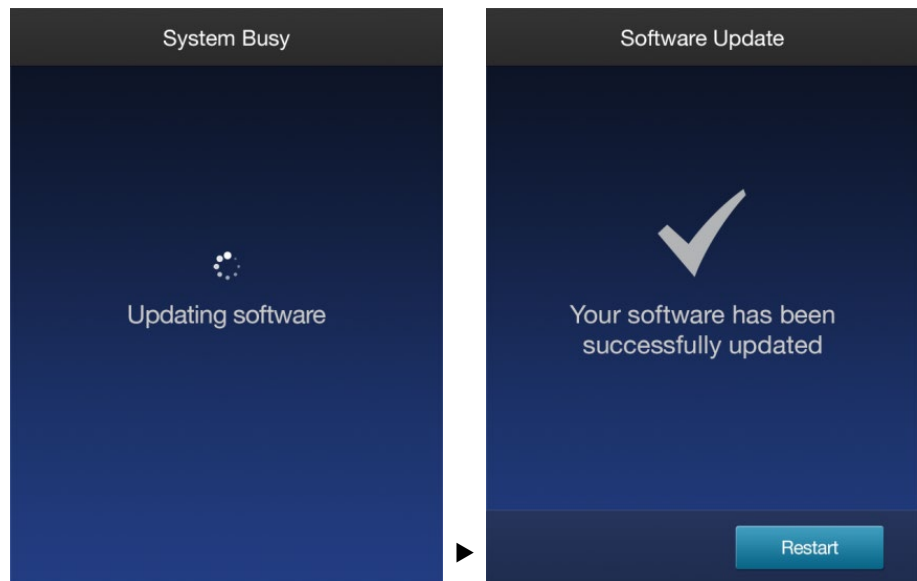 System Busy
Updating software
Software Update
Your software has been
successfully updated
Restart